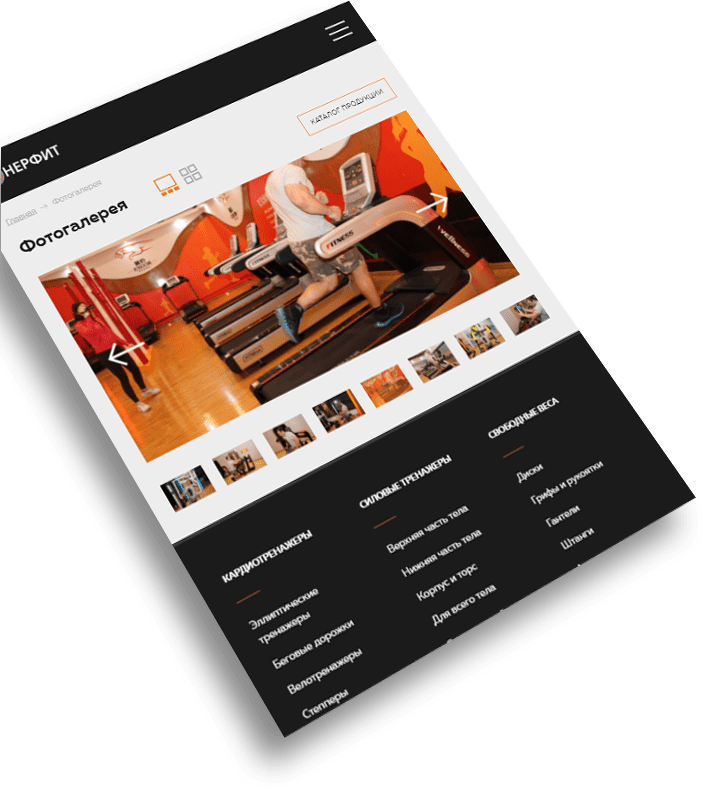 НЕРФИТ
КАТАЛОГ ПРОДУКЦИИ
Главная → Фотогалерея
Фотогалерея
FITNESS
wellness
КАРДИОТРЕНАЖЕРЫ
Эллиптические
тренажеры
Беговые дорожки
Велотренажеры
Степперы
СИЛОВЫЕ ТРЕНАЖЕРЫ
Верхняя часть тела
Нижняя часть тела
Корпус и торс
Для всего тела
СВОБОДНЫЕ ВЕСА
Диски
Грифы и рукоятки
Гантели
Штанги